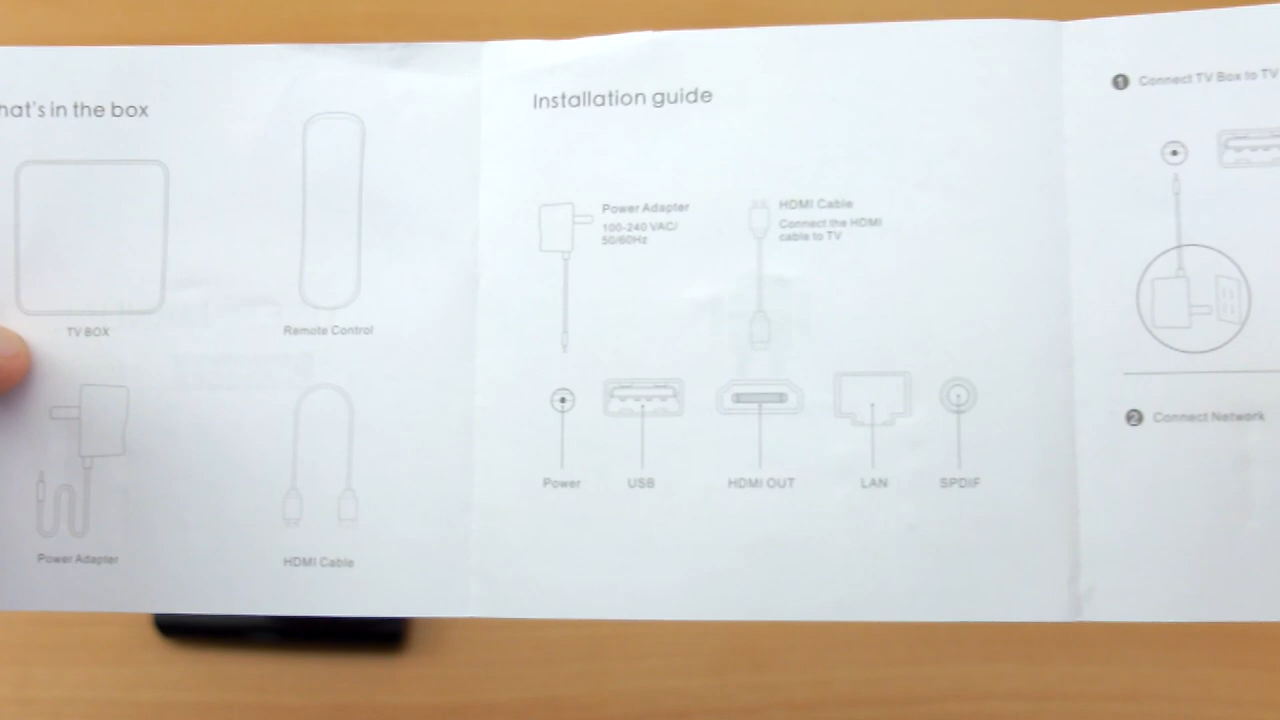 hat's in the box
TV BOX
Remote Control
Power Adapter
HDMI Cable
Installation guide
Power Adapter
100-240 VAC/
50/60Hz
HDMI Cable
Connect the HDMI
cable to TV
Power
USB
HDMI OUT
LAN
SPDIF
1 Connect TV Box to TV
2 Connect Network